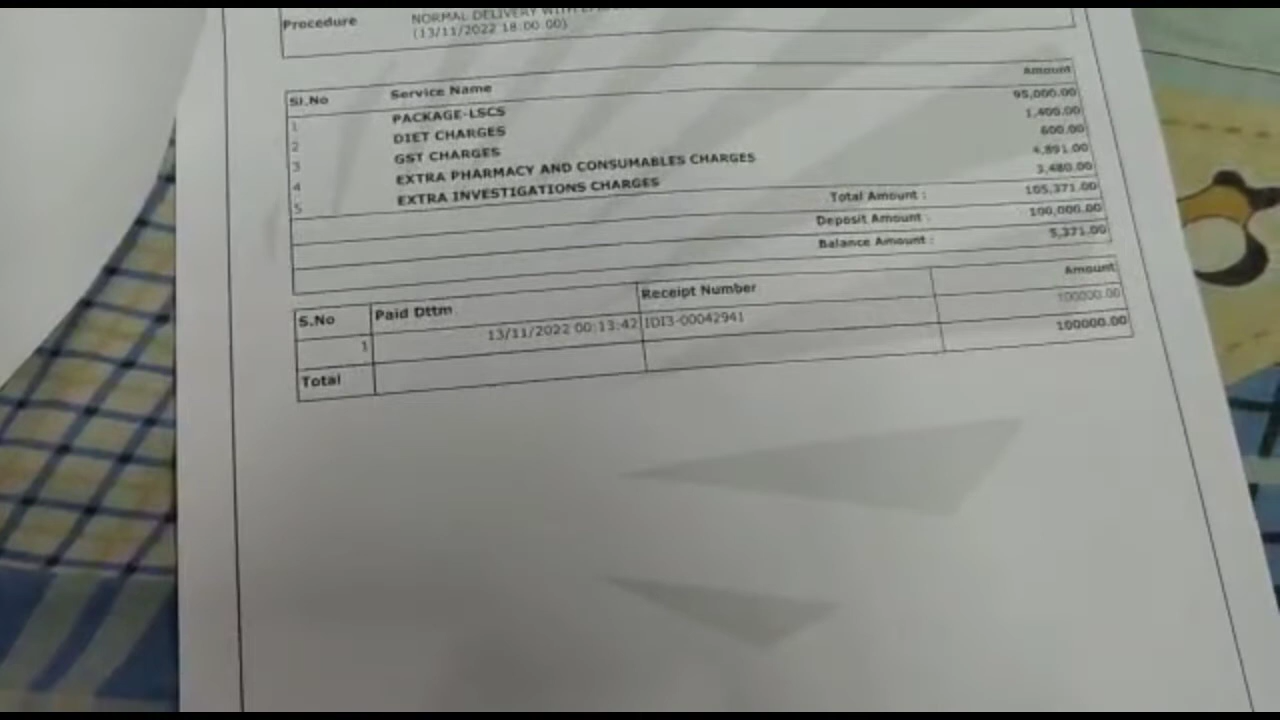 Procedure NORMAL DELIVERY WITH
(13/11/2022 18:00:00)
Sl.No Service Name Amount
1 PACKAGE-LSCS 95,000.00
2 DIET CHARGES 1,400.00
3 GST CHARGES 600.00
4 EXTRA PHARMACY AND CONSUMABLES CHARGES 4,891.00
5 EXTRA INVESTIGATIONS CHARGES 3,480.00
Total Amount : 105,371.00
Deposit Amount : 100,000.00
Balance Amount : 5,371.00
S.No Paid Dttm Receipt Number Amount
1 13/11/2022 00:13:42 IDI3-00042941 100000.00
Total 100000.00